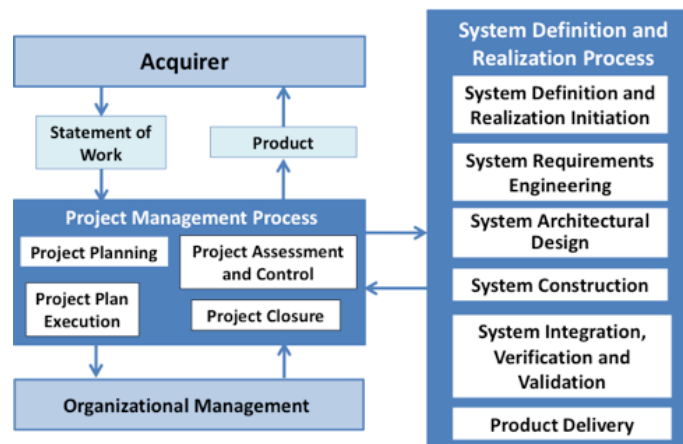 Acquirer
Statement of
Work
Product
Project Management Process
Project Planning
Project Assessment
and Control
Project Plan
Execution
Project Closure
Organizational Management
System Definition and
Realization Process
System Definition and
Realization Initiation
System Requirements
Engineering
System Architectural
Design
System Construction
System Integration,
Verification and
Validation
Product Delivery